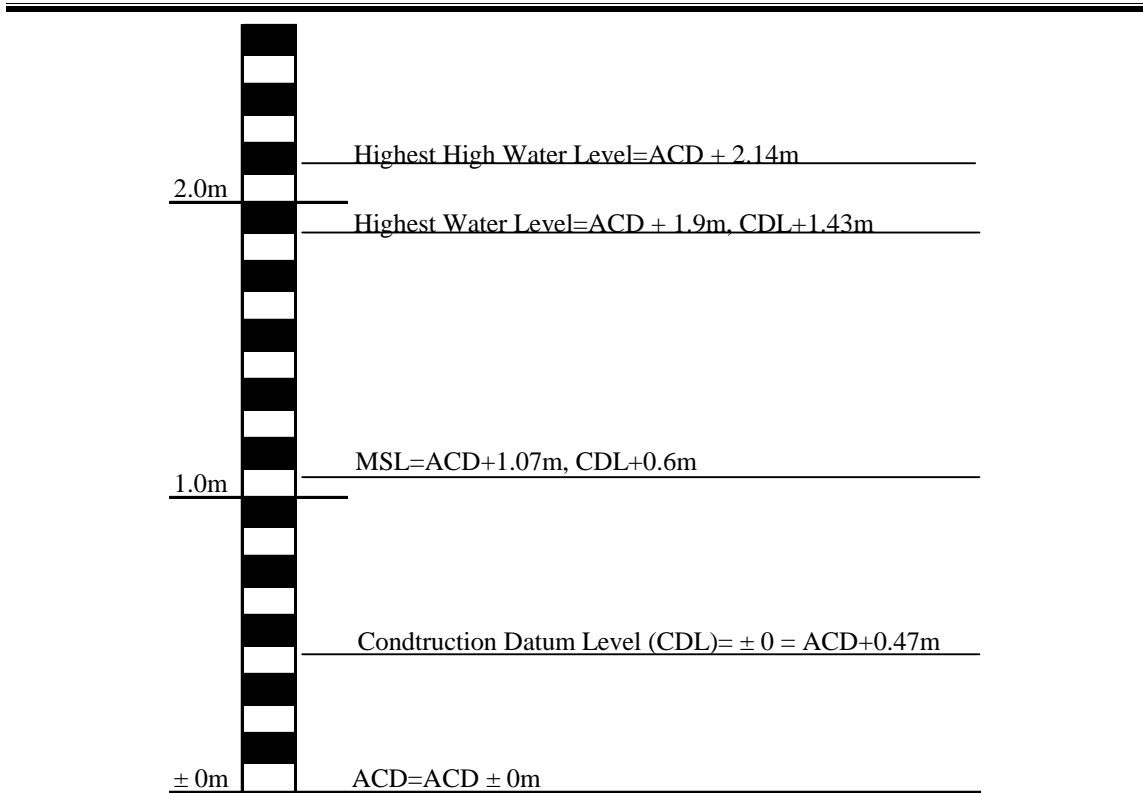 Highest High Water Level=ACD + 2.14m
2.0m
Highest Water Level=ACD + 1.9m, CDL+1.43m
MSL=ACD+1.07m, CDL+0.6m
1.0m
Condtruction Datum Level (CDL)= ± 0 = ACD+0.47m
± 0m
ACD=ACD ± 0m